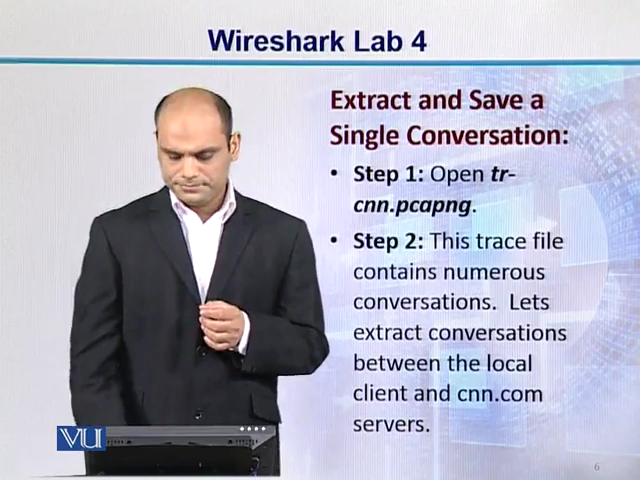 Wireshark Lab 4
Extract and Save a
Single Conversation:
• Step 1: Open tr-
cnn.pcapng.
• Step 2: This trace file
contains numerous
conversations.  Lets
extract conversations
between the local
client and cnn.com
servers.
VU
6